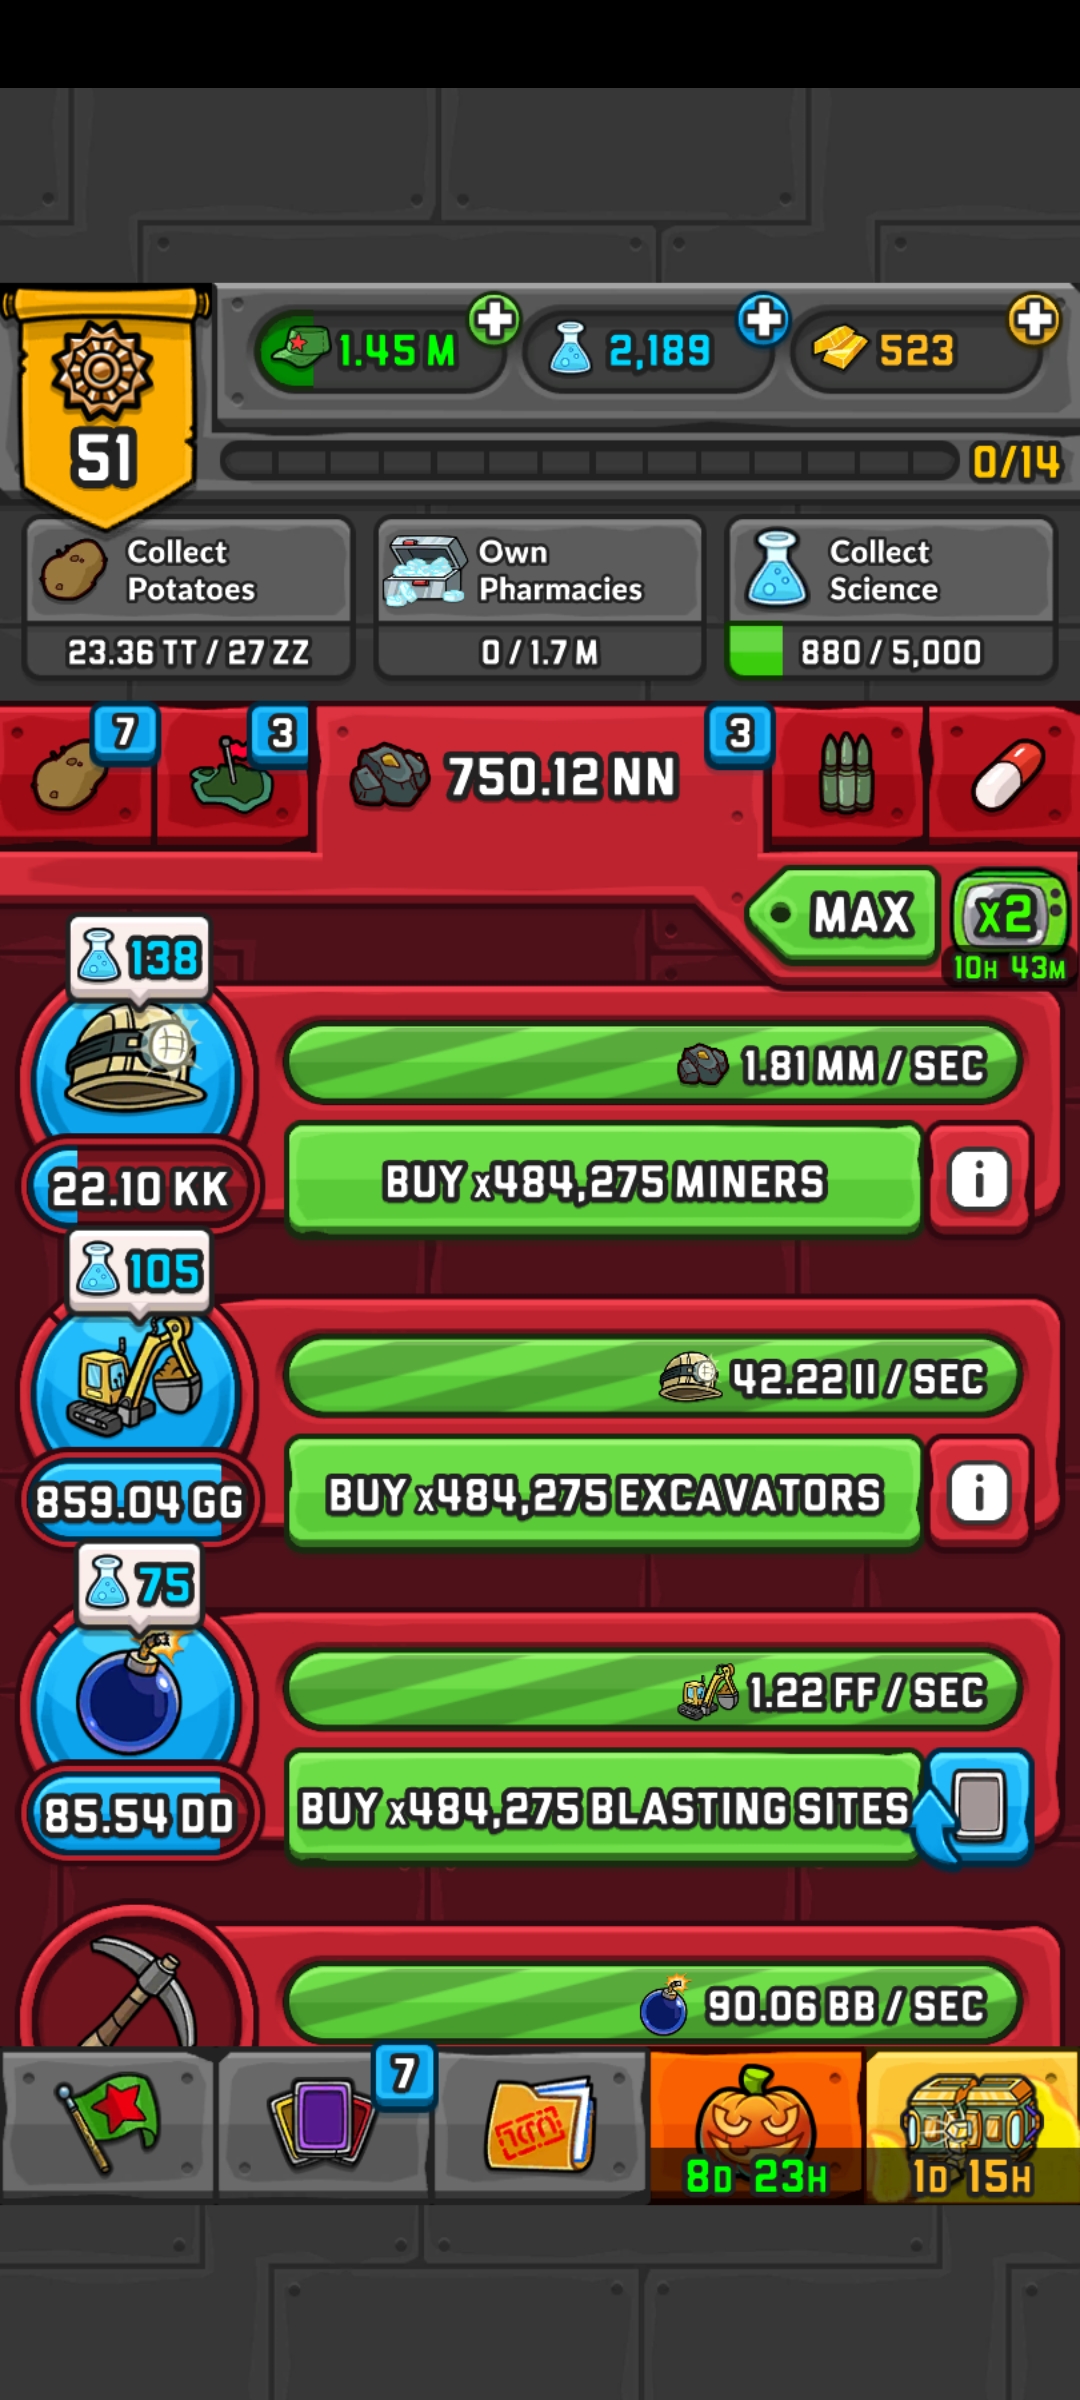 51
1.45 M
2,189
523
0/14
Collect
Potatoes
23.36 TT / 27 ZZ
Own
Pharmacies
0 / 1.7 M
Collect
Science
880 / 5,000
7
3
750.12 NN
3
MAX
x2
10H 43M
138
1.81 MM / SEC
22.10 KK
BUY x484,275 MINERS
i
105
42.22 II / SEC
859.04 GG
BUY x484,275 EXCAVATORS
i
75
1.22 FF / SEC
85.54 DD
BUY x484,275 BLASTING SITES
90.06 BB / SEC
7
8D 23H
1D 15H